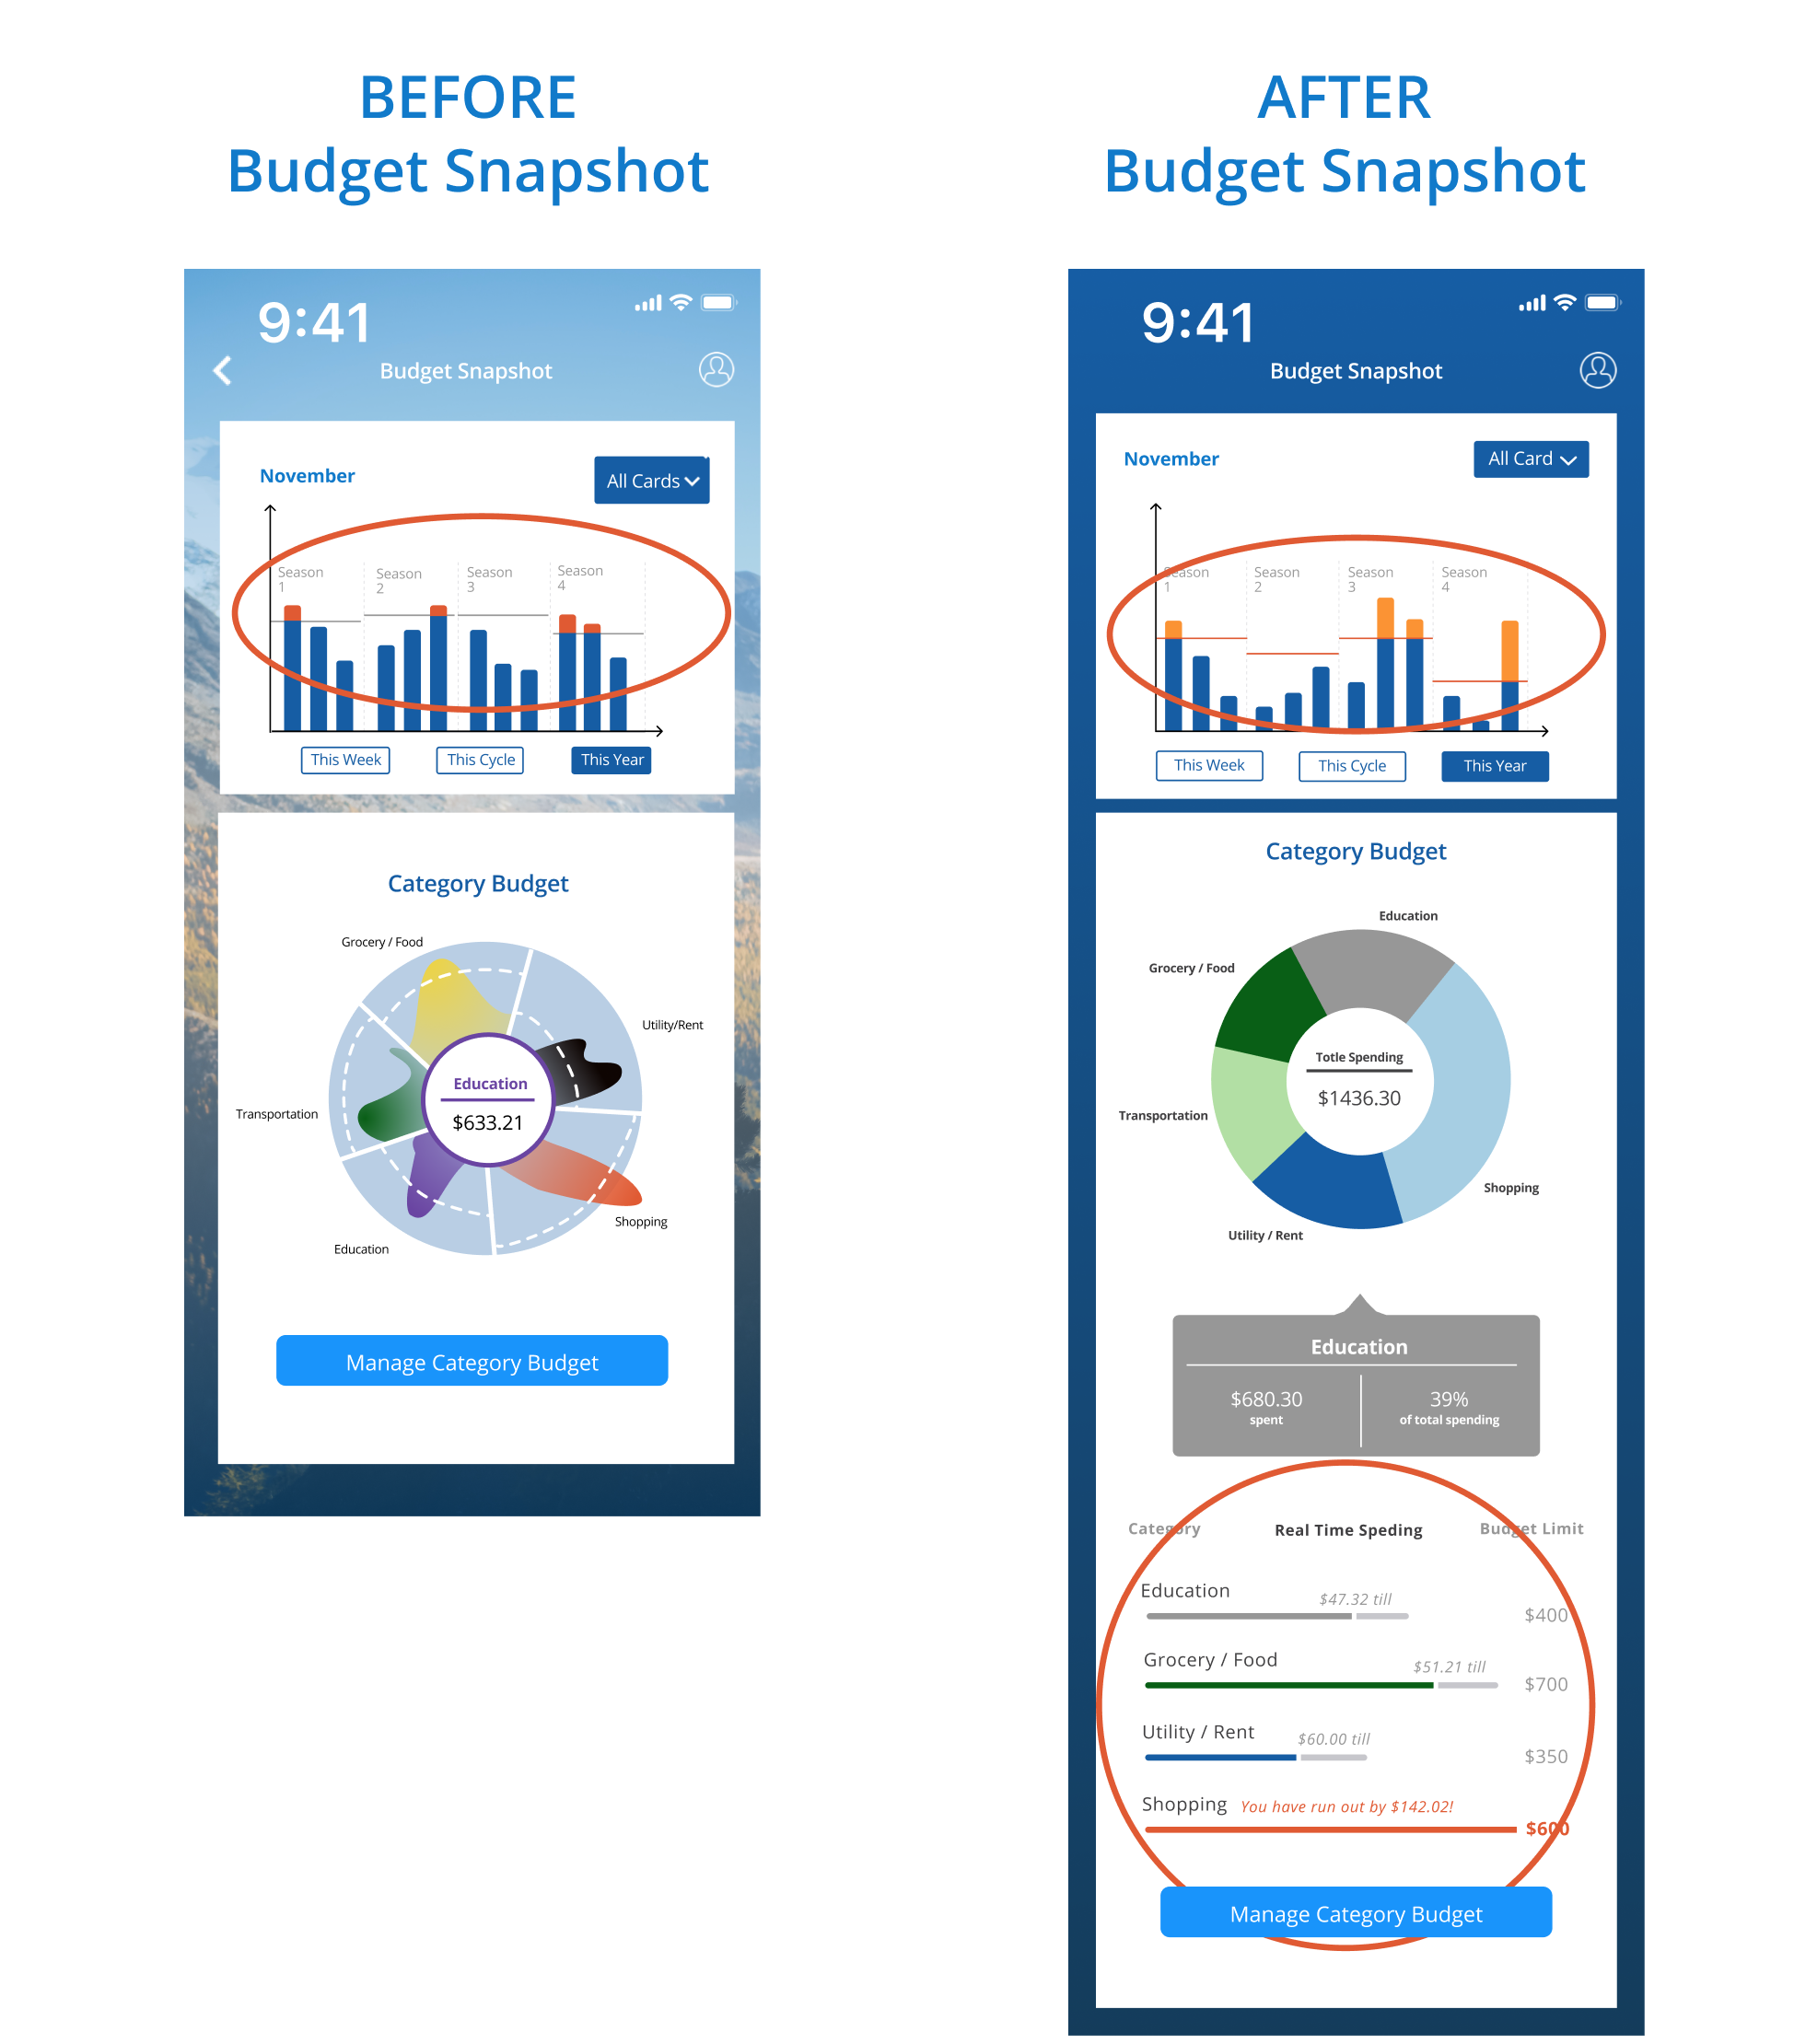 BEFORE
Budget Snapshot
9:41
Budget Snapshot
November
All Cards
Season
1
Season
2
Season
3
Season
4
This Week
This Cycle
This Year
Category Budget
Grocery / Food
Utility/Rent
Education
$633.21
Transportation
Shopping
Education
Manage Category Budget
AFTER
Budget Snapshot
9:41
Budget Snapshot
November
All Card
Season
1
Season
2
Season
3
Season
4
This Week
This Cycle
This Year
Category Budget
Education
Grocery / Food
Totle Spending
$1436.30
Transportation
Shopping
Utility / Rent
Education
$680.30
spent
39%
of total spending
Category
Real Time Speding
Budget Limit
Education
$47.32 till
$400
Grocery / Food
$51.21 till
$700
Utility / Rent
$60.00 till
$350
Shopping
You have run out by $142.02!
$600
Manage Category Budget